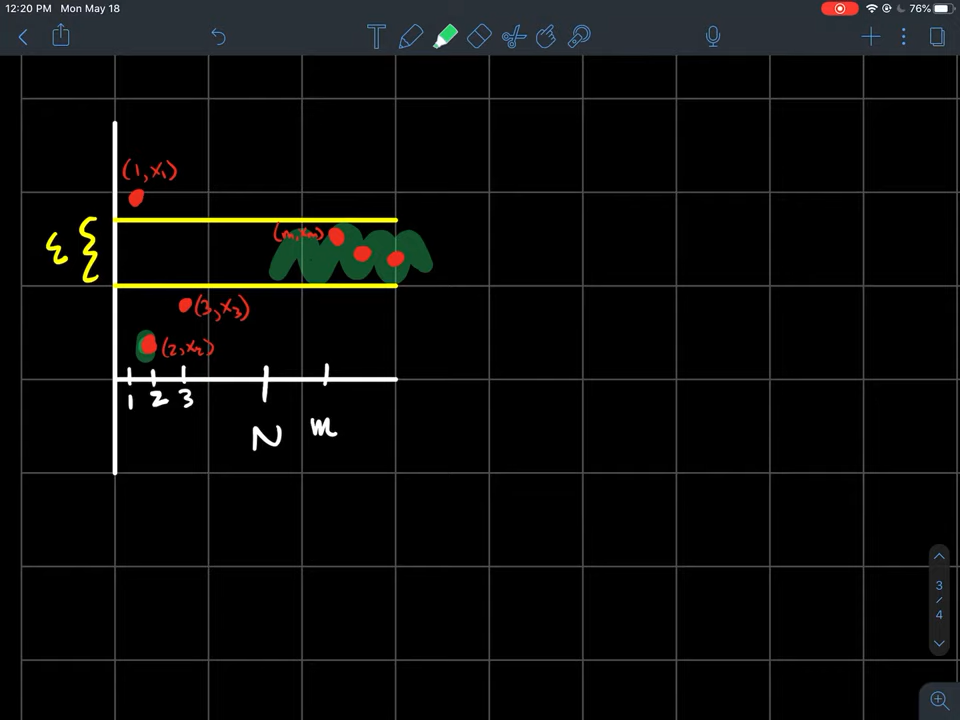 12:20 PM Mon May 18
76%
T
(1, x₁)
ε {
(m, xₘ)
(3, x₃)
(2, x₂)
1 2 3
N m
3
/
4